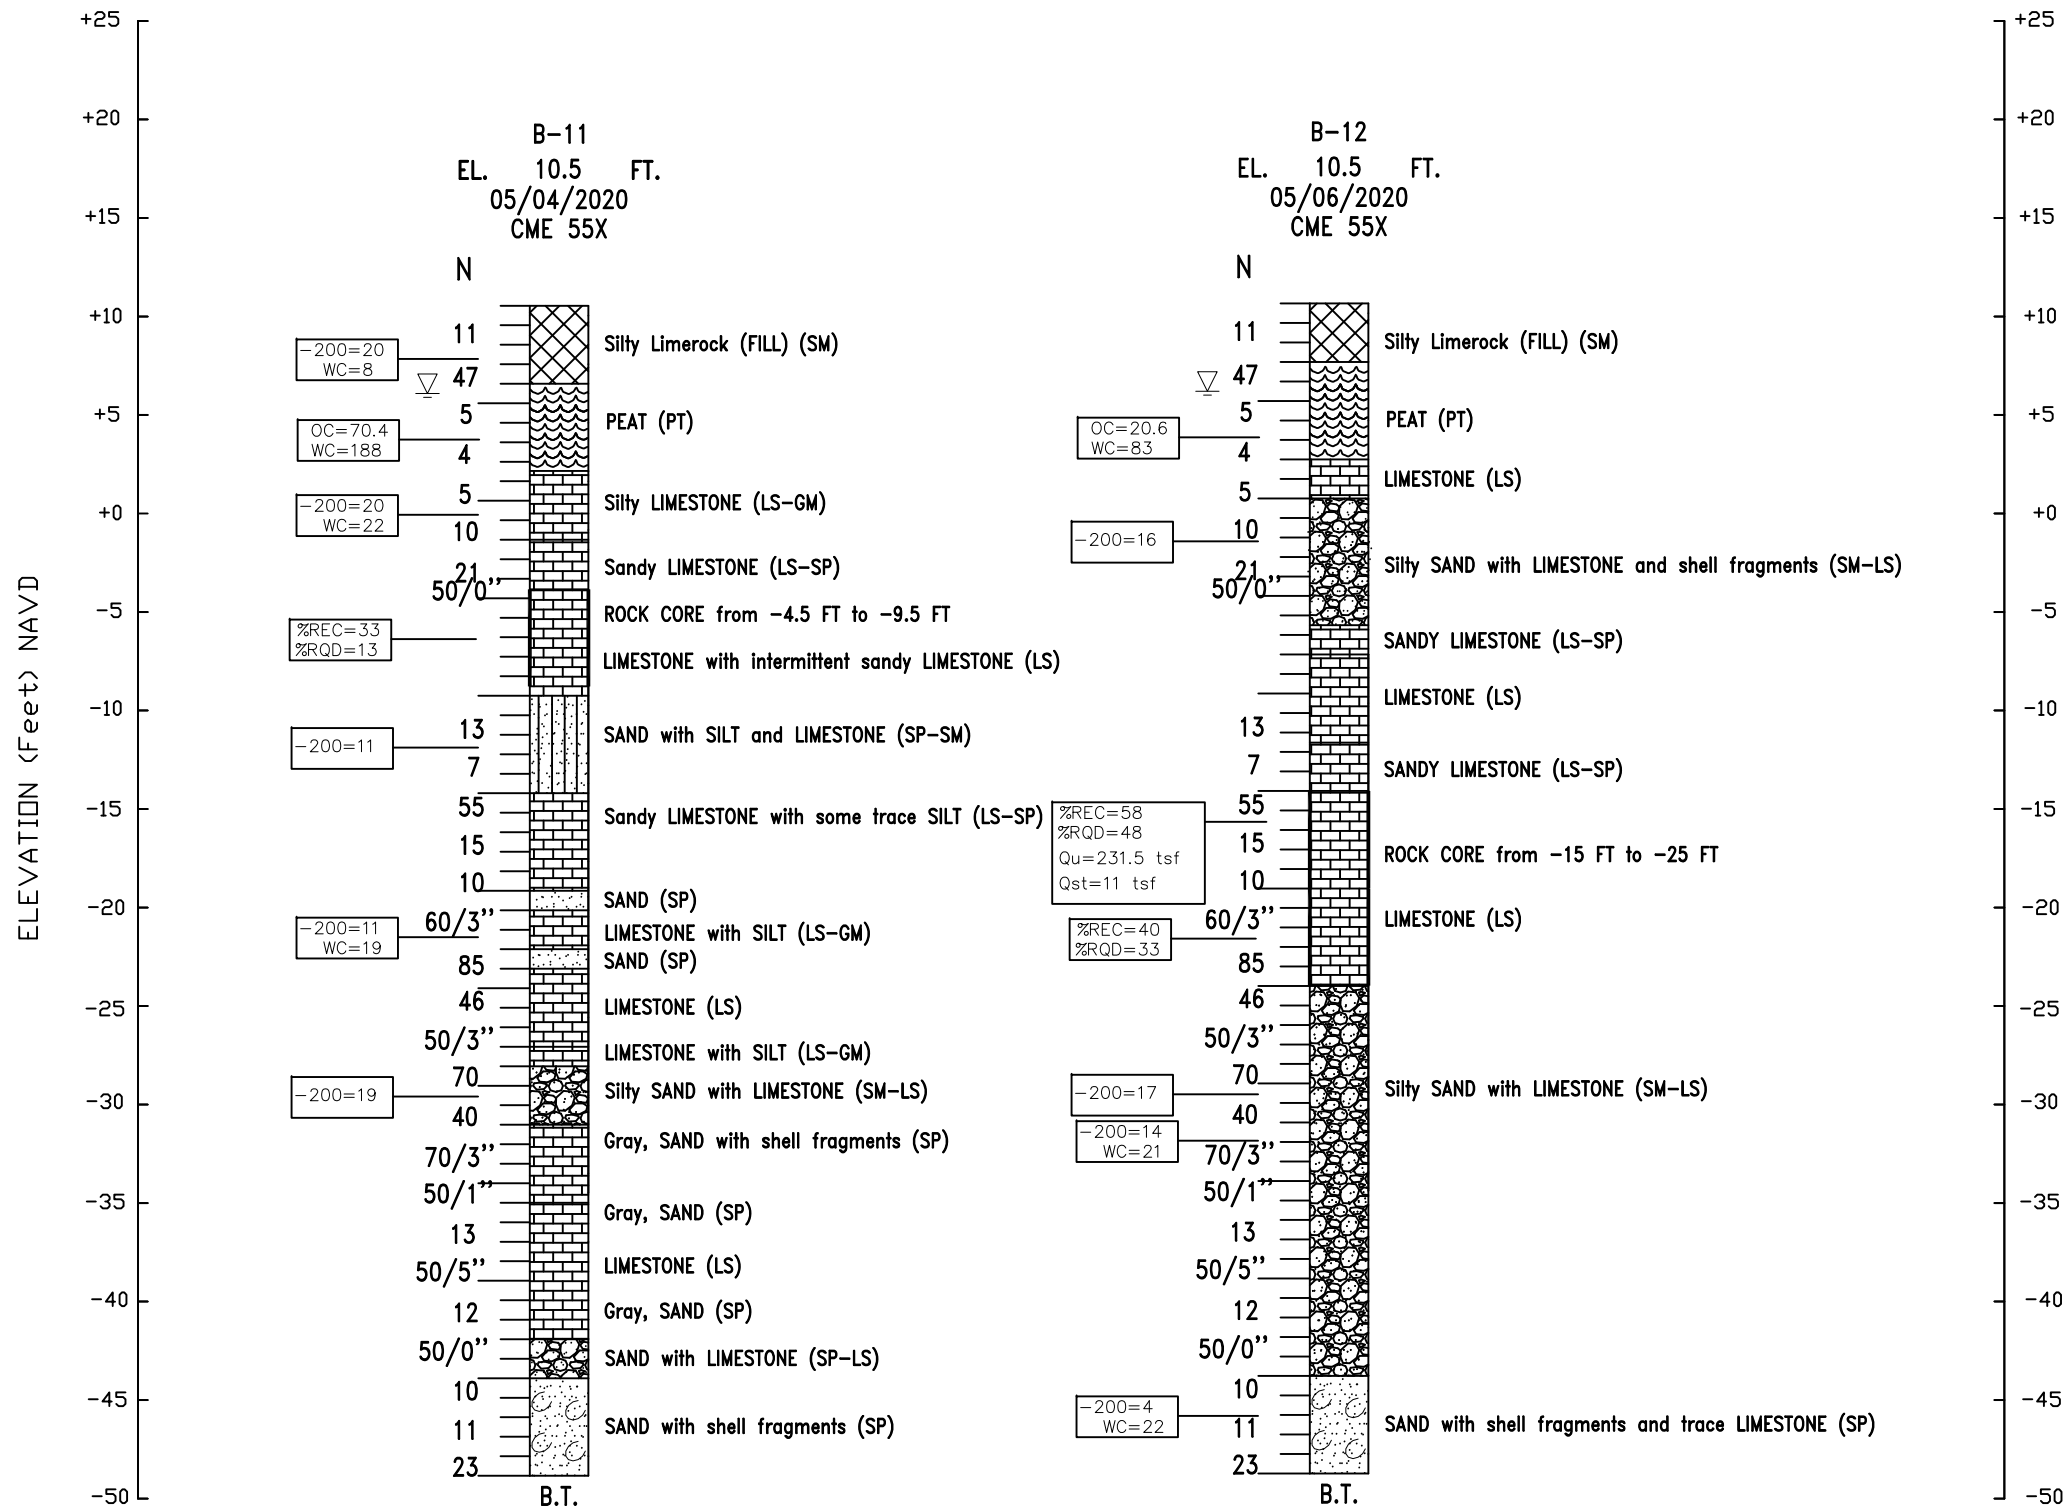 ELEVATION (Feet) NAVD
+25
+20
+15
+10
+5
+0
-5
-10
-15
-20
-25
-30
-35
-40
-45
-50
B-11
EL. 10.5 FT.
05/04/2020
CME 55X
N
11
47
5
4
5
10
21
50/0"
13
7
55
15
10
60/3"
85
46
50/3"
70
40
70/3"
50/1"
13
50/5"
12
50/0"
10
11
23
-200=20
WC=8
OC=70.4
WC=188
-200=20
WC=22
%REC=33
%RQD=13
-200=11
-200=11
WC=19
-200=19
Silty Limerock (FILL) (SM)
PEAT (PT)
Silty LIMESTONE (LS-GM)
Sandy LIMESTONE (LS-SP)
ROCK CORE from -4.5 FT to -9.5 FT
LIMESTONE with intermittent sandy LIMESTONE (LS)
SAND with SILT and LIMESTONE (SP-SM)
Sandy LIMESTONE with some trace SILT (LS-SP)
SAND (SP)
LIMESTONE with SILT (LS-GM)
SAND (SP)
LIMESTONE (LS)
LIMESTONE with SILT (LS-GM)
Silty SAND with LIMESTONE (SM-LS)
Gray, SAND with shell fragments (SP)
Gray, SAND (SP)
LIMESTONE (LS)
Gray, SAND (SP)
SAND with LIMESTONE (SP-LS)
SAND with shell fragments (SP)
B.T.
B-12
EL. 10.5 FT.
05/06/2020
CME 55X
N
11
47
5
4
5
10
21
50/0"
13
7
55
15
10
60/3"
85
46
50/3"
70
40
70/3"
50/1"
13
50/5"
12
50/0"
10
11
23
OC=20.6
WC=83
-200=16
%REC=58
%RQD=48
Qu=231.5 tsf
Qst=11 tsf
%REC=40
%RQD=33
-200=17
-200=14
WC=21
-200=4
WC=22
Silty Limerock (FILL) (SM)
PEAT (PT)
LIMESTONE (LS)
Silty SAND with LIMESTONE and shell fragments (SM-LS)
SANDY LIMESTONE (LS-SP)
LIMESTONE (LS)
SANDY LIMESTONE (LS-SP)
ROCK CORE from -15 FT to -25 FT
LIMESTONE (LS)
Silty SAND with LIMESTONE (SM-LS)
SAND with shell fragments and trace LIMESTONE (SP)
B.T.
+25
+20
+15
+10
+5
+0
-5
-10
-15
-20
-25
-30
-35
-40
-45
-50